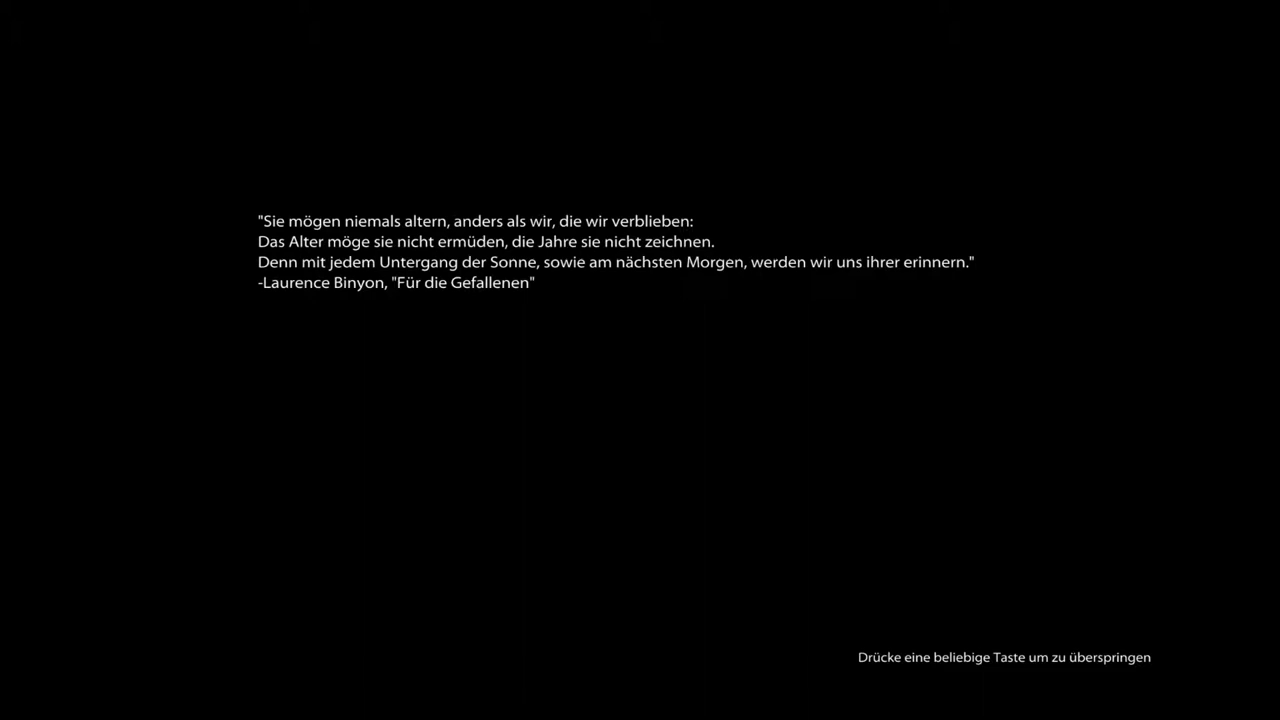 "Sie mögen niemals altern, anders als wir, die wir verblieben:
Das Alter möge sie nicht ermüden, die Jahre sie nicht zeichnen.
Denn mit jedem Untergang der Sonne, sowie am nächsten Morgen, werden wir uns ihrer erinnern."
-Laurence Binyon, "Für die Gefallenen"
Drücke eine beliebige Taste um zu überspringen